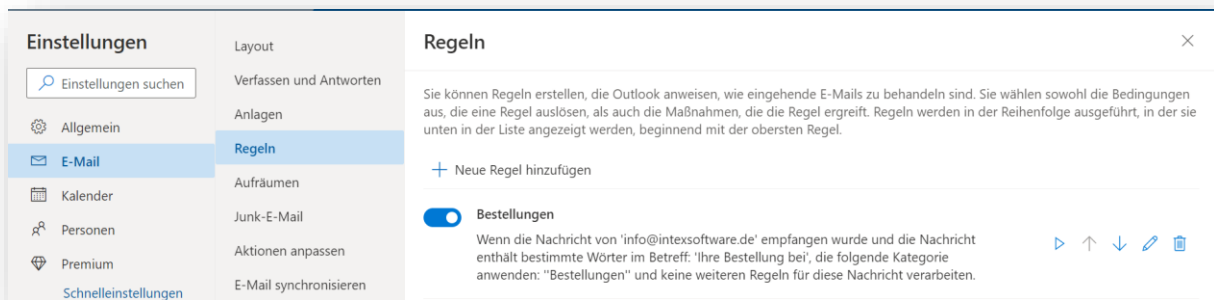 Einstellungen
Einstellungen suchen
Allgemein
E-Mail
Kalender
Personen
Premium
Schnelleinstellungen
Layout
Verfassen und Antworten
Anlagen
Regeln
Aufräumen
Junk-E-Mail
Aktionen anpassen
E-Mail synchronisieren
Regeln
Sie können Regeln erstellen, die Outlook anweisen, wie eingehende E-Mails zu behandeln sind. Sie wählen sowohl die Bedingungen
aus, die eine Regel auslösen, als auch die Maßnahmen, die die Regel ergreift. Regeln werden in der Reihenfolge ausgeführt, in der sie
unten in der Liste angezeigt werden, beginnend mit der obersten Regel.
Neue Regel hinzufügen
Bestellungen
Wenn die Nachricht von 'info@intexsoftware.de' empfangen wurde und die Nachricht
enthält bestimmte Wörter im Betreff: 'Ihre Bestellung bei', die folgende Kategorie
anwenden: "Bestellungen" und keine weiteren Regeln für diese Nachricht verarbeiten.